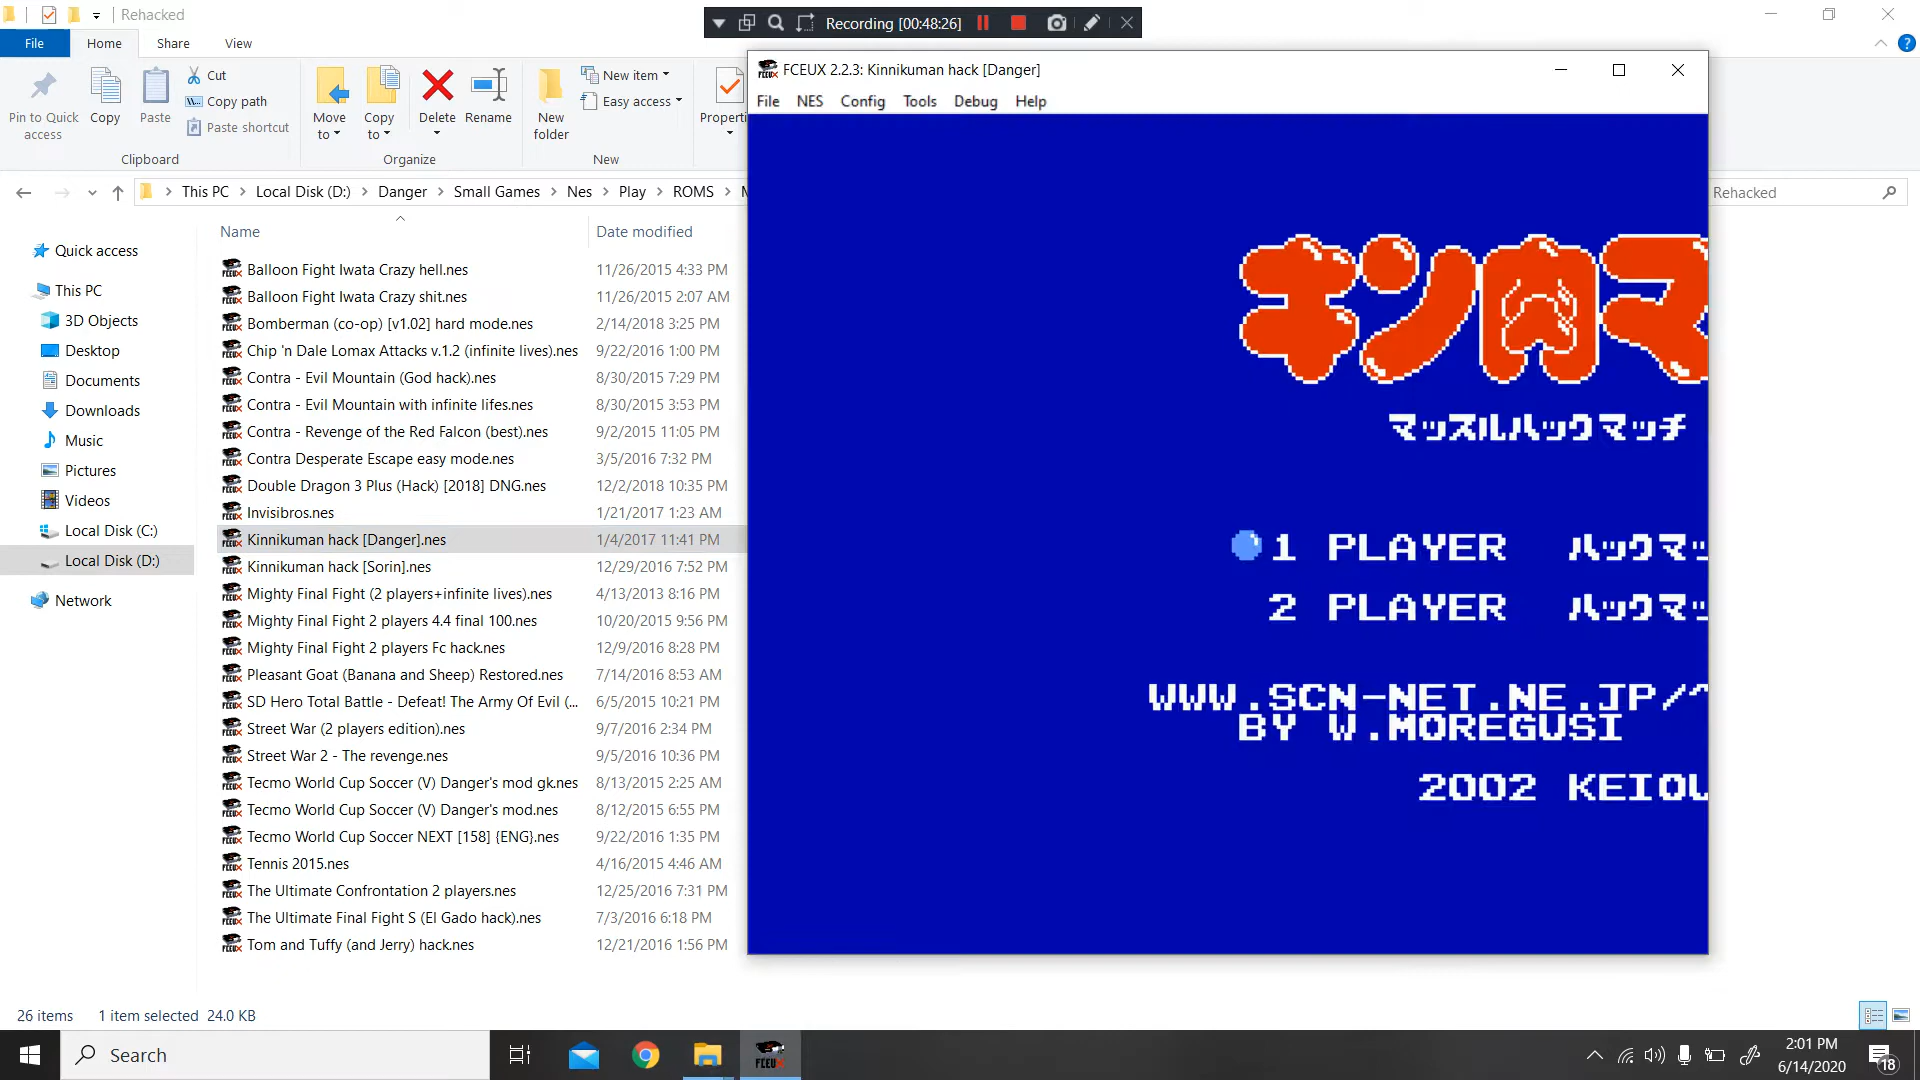 Rehacked
Recording [00:48:26]
File
Home
Share
View
Pin to Quick access
Copy
Paste
Cut
Copy path
Paste shortcut
Clipboard
Move to
Copy to
Delete
Rename
Organize
New folder
New item
Easy access
New
Properti
This PC > Local Disk (D:) > Danger > Small Games > Nes > Play > ROMS >
Rehacked
Quick access
This PC
3D Objects
Desktop
Documents
Downloads
Music
Pictures
Videos
Local Disk (C:)
Local Disk (D:)
Network
Name Date modified
Balloon Fight Iwata Crazy hell.nes 11/26/2015 4:33 PM
Balloon Fight Iwata Crazy shit.nes 11/26/2015 2:07 AM
Bomberman (co-op) [v1.02] hard mode.nes 2/14/2018 3:25 PM
Chip 'n Dale Lomax Attacks v.1.2 (infinite lives).nes 9/22/2016 1:00 PM
Contra - Evil Mountain (God hack).nes 8/30/2015 7:29 PM
Contra - Evil Mountain with infinite lifes.nes 8/30/2015 3:53 PM
Contra - Revenge of the Red Falcon (best).nes 9/2/2015 11:05 PM
Contra Desperate Escape easy mode.nes 3/5/2016 7:32 PM
Double Dragon 3 Plus (Hack) [2018] DNG.nes 12/2/2018 10:35 PM
Invisibros.nes 1/21/2017 1:23 AM
Kinnikuman hack [Danger].nes 1/4/2017 11:41 PM
Kinnikuman hack [Sorin].nes 12/29/2016 7:52 PM
Mighty Final Fight (2 players+infinite lives).nes 4/13/2013 8:16 PM
Mighty Final Fight 2 players 4.4 final 100.nes 10/20/2015 9:56 PM
Mighty Final Fight 2 players Fc hack.nes 12/9/2016 8:28 PM
Pleasant Goat (Banana and Sheep) Restored.nes 7/14/2016 8:53 AM
SD Hero Total Battle - Defeat! The Army Of Evil (... 6/5/2015 10:21 PM
Street War (2 players edition).nes 9/7/2016 2:34 PM
Street War 2 - The revenge.nes 9/5/2016 10:36 PM
Tecmo World Cup Soccer (V) Danger's mod gk.nes 8/13/2015 2:25 AM
Tecmo World Cup Soccer (V) Danger's mod.nes 8/12/2015 6:55 PM
Tecmo World Cup Soccer NEXT [158] {ENG}.nes 9/22/2016 1:35 PM
Tennis 2015.nes 4/16/2015 4:46 AM
The Ultimate Confrontation 2 players.nes 12/25/2016 7:31 PM
The Ultimate Final Fight S (El Gado hack).nes 7/3/2016 6:18 PM
Tom and Tuffy (and Jerry) hack.nes 12/21/2016 1:56 PM
FCEUX 2.2.3: Kinnikuman hack [Danger]
File NES Config Tools Debug Help
キン肉マ
マッスルハックマッチ
1 PLAYER ハックマッ
2 PLAYER ハックマッ
WWW.SCN-NET.NE.JP/~
BY W.MOREGUSI
2002 KEIOU
26 items 1 item selected 24.0 KB
Search
2:01 PM
6/14/2020
18